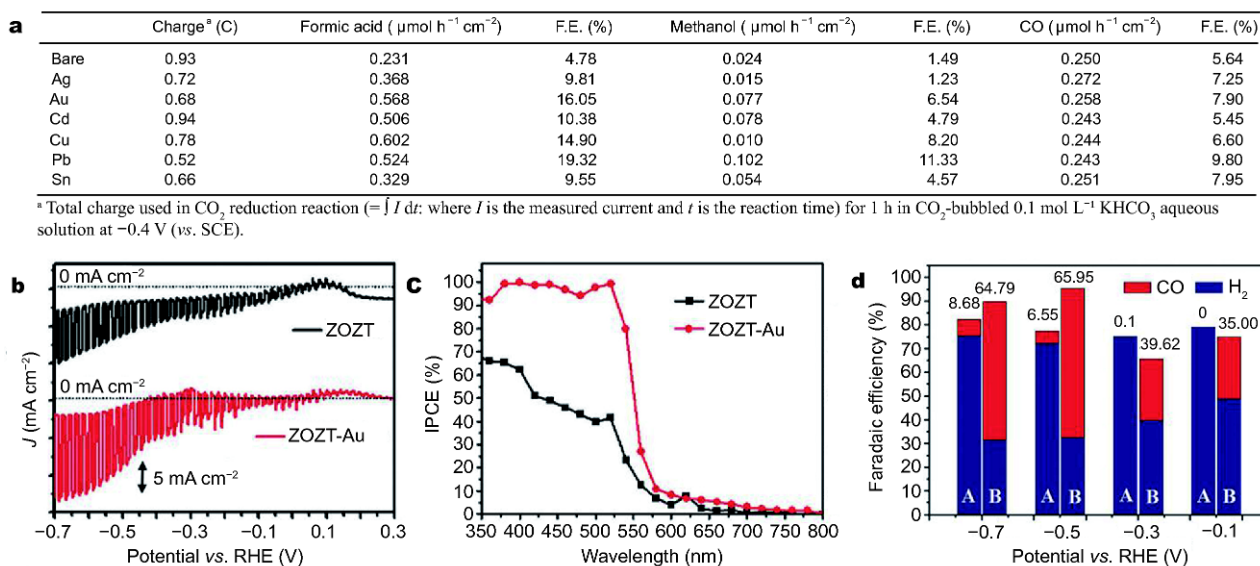 a
Chargeᵃ (C) Formic acid ( μmol h⁻¹ cm⁻²) F.E. (%) Methanol ( μmol h⁻¹ cm⁻²) F.E. (%) CO ( μmol h⁻¹ cm⁻²) F.E. (%)
Bare 0.93 0.231 4.78 0.024 1.49 0.250 5.64
Ag 0.72 0.368 9.81 0.015 1.23 0.272 7.25
Au 0.68 0.568 16.05 0.077 6.54 0.258 7.90
Cd 0.94 0.506 10.38 0.078 4.79 0.243 5.45
Cu 0.78 0.602 14.90 0.010 8.20 0.244 6.60
Pb 0.52 0.524 19.32 0.102 11.33 0.243 9.80
Sn 0.66 0.329 9.55 0.054 4.57 0.251 7.95
ᵃ Total charge used in CO₂ reduction reaction (= ∫ I dt: where I is the measured current and t is the reaction time) for 1 h in CO₂-bubbled 0.1 mol L⁻¹ KHCO₃ aqueous
solution at −0.4 V (vs. SCE).
b
0 mA cm⁻²
ZOZT
0 mA cm⁻²
ZOZT-Au
5 mA cm⁻²
J (mA cm⁻²)
−0.7 −0.5 −0.3 −0.1 0.1 0.3
Potential vs. RHE (V)
c
ZOZT
ZOZT-Au
IPCE (%)
100
90
80
70
60
50
40
30
20
10
0
350 400 450 500 550 600 650 700 750 800
Wavelength (nm)
d
CO H₂
Faradaic efficiency (%)
100
90
80
70
60
50
40
30
20
10
0
8.68 64.79 6.55 65.95 0.1 39.62 0 35.00
A B A B A B A B
−0.7 −0.5 −0.3 −0.1
Potential vs. RHE (V)